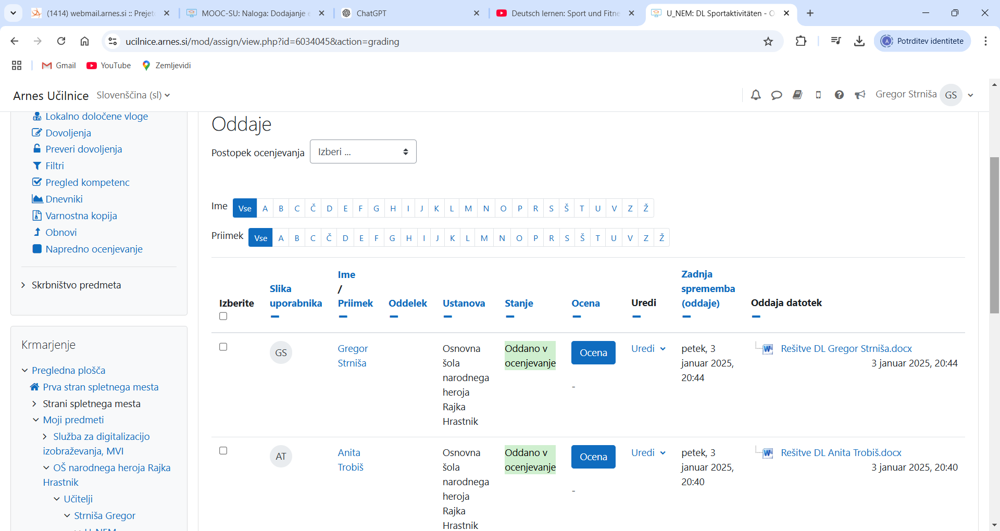 (1414) webmail.arnes.si :: Prejet
MOOC-SU: Naloga: Dodajanje
ChatGPT
Deutsch lernen: Sport und Fitne
U_NEM: DL Sportaktivitäten - O
ucilnice.arnes.si/mod/assign/view.php?id=6034045&action=grading
A
Potrditev identitete
Gmail
YouTube
Zemljevidi
Arnes Učilnice
Slovenščina (sl)
Gregor Strniša
GS
Lokalno določene vloge
Dovoljenja
Preveri dovoljenja
Filtri
Pregled kompetenc
Dnevniki
Varnostna kopija
Obnovi
Napredno ocenjevanje
Skrbništvo predmeta
Krmarjenje
Pregledna plošča
Prva stran spletnega mesta
Strani spletnega mesta
Moji predmeti
Služba za digitalizacijo
izobraževanja, MVI
OŠ narodnega heroja Rajka
Hrastnik
Učitelji
Strniša Gregor
U_NEM
Oddaje
Postopek ocenjevanja Izberi ...
Ime Vse A B C Č D E F G H I J K L M N O P R S Š T U V Z Ž
Priimek Vse A B C Č D E F G H I J K L M N O P R S Š T U V Z Ž
Izberite
Slika
uporabnika
Ime
/
Priimek
Oddelek
Ustanova
Stanje
Ocena
Uredi
Zadnja
sprememba
(oddaje)
Oddaja datotek
GS
Gregor
Strniša
Osnovna
šola
narodnega
heroja
Rajka
Hrastnik
Oddano v
ocenjevanje
Ocena
-
Uredi
petek, 3
januar 2025,
20:44
Rešitve DL Gregor Strniša.docx
3 januar 2025, 20:44
AT
Anita
Trobiš
Osnovna
šola
narodnega
heroja
Rajka
Hrastnik
Oddano v
ocenjevanje
Ocena
-
Uredi
petek, 3
januar 2025,
20:40
Rešitve DL Anita Trobiš.docx
3 januar 2025, 20:40